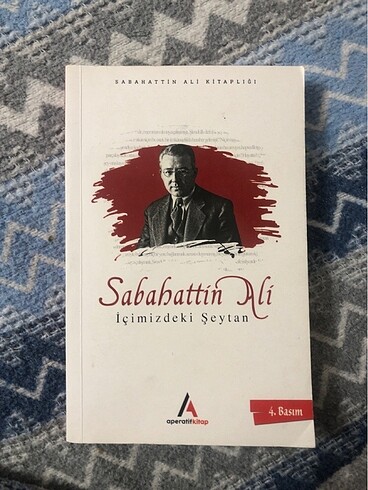 SABAHATTİN ALİ KİTAPLIĞI
Sabahattin Ali
İçimizdeki Şeytan
4. Basım
aperatifkitap